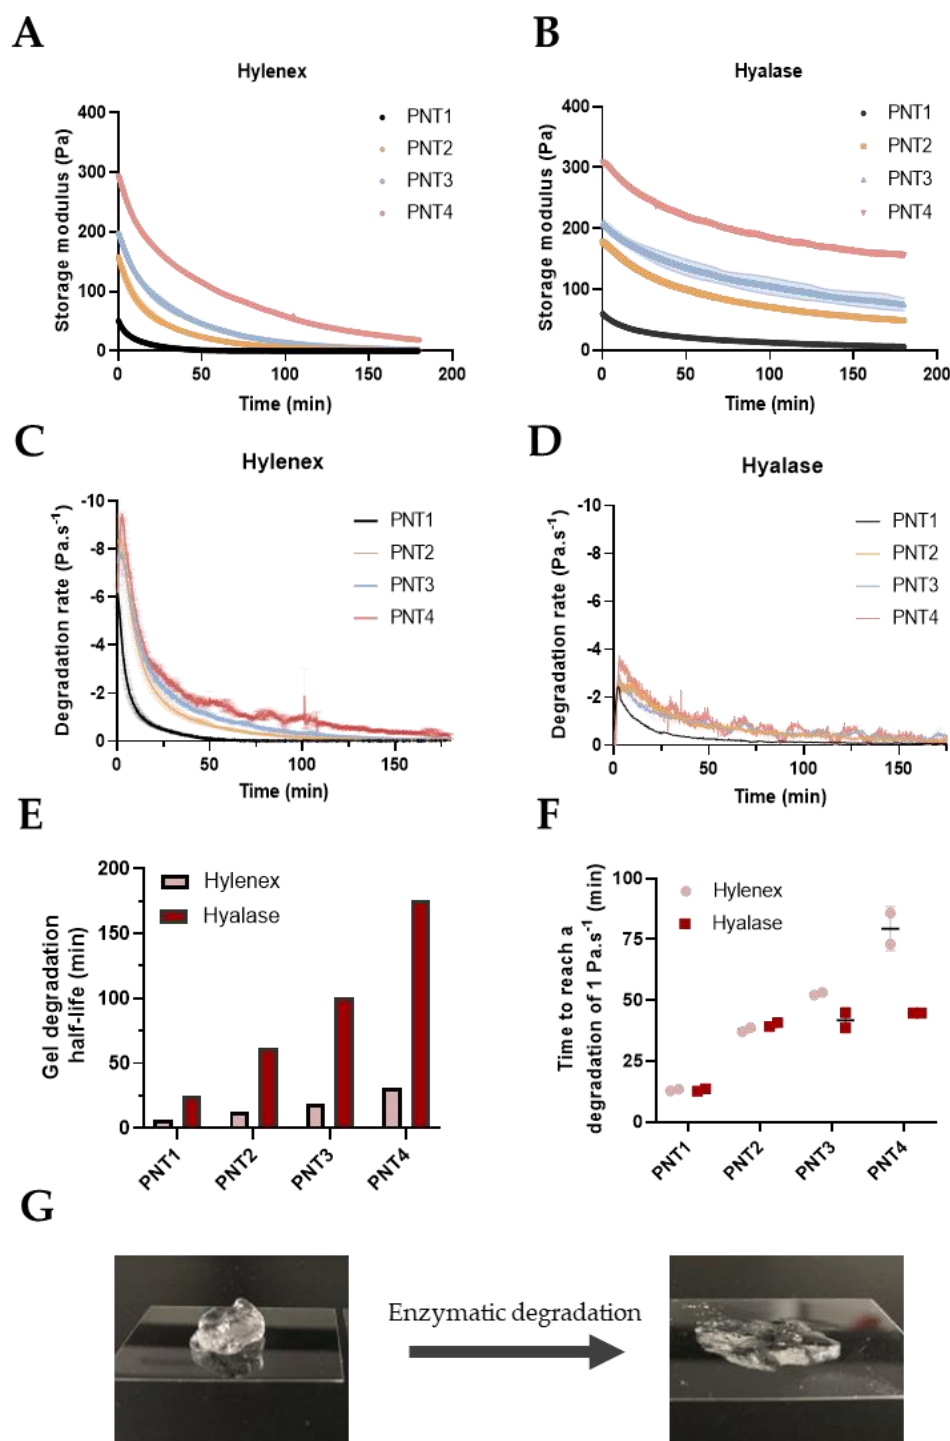 A
Hylenex
Storage modulus (Pa)
400
300
200
100
0
0 50 100 150 200
Time (min)
PNT1
PNT2
PNT3
PNT4
B
Hyalase
Storage modulus (Pa)
400
300
200
100
0
0 50 100 150 200
Time (min)
PNT1
PNT2
PNT3
PNT4
C
Hylenex
Degradation rate (Pa.s⁻¹)
-10
-8
-6
-4
-2
0
0 50 100 150
Time (min)
PNT1
PNT2
PNT3
PNT4
D
Hyalase
Degradation rate (Pa.s⁻¹)
-10
-8
-6
-4
-2
0
0 50 100 150
Time (min)
PNT1
PNT2
PNT3
PNT4
E
Gel degradation
half-life (min)
200
150
100
50
0
Hylenex
Hyalase
PNT1 PNT2 PNT3 PNT4
F
Time to reach a
degradation of 1 Pa.s⁻¹ (min)
100
75
50
25
0
Hylenex
Hyalase
PNT1 PNT2 PNT3 PNT4
G
Enzymatic degradation